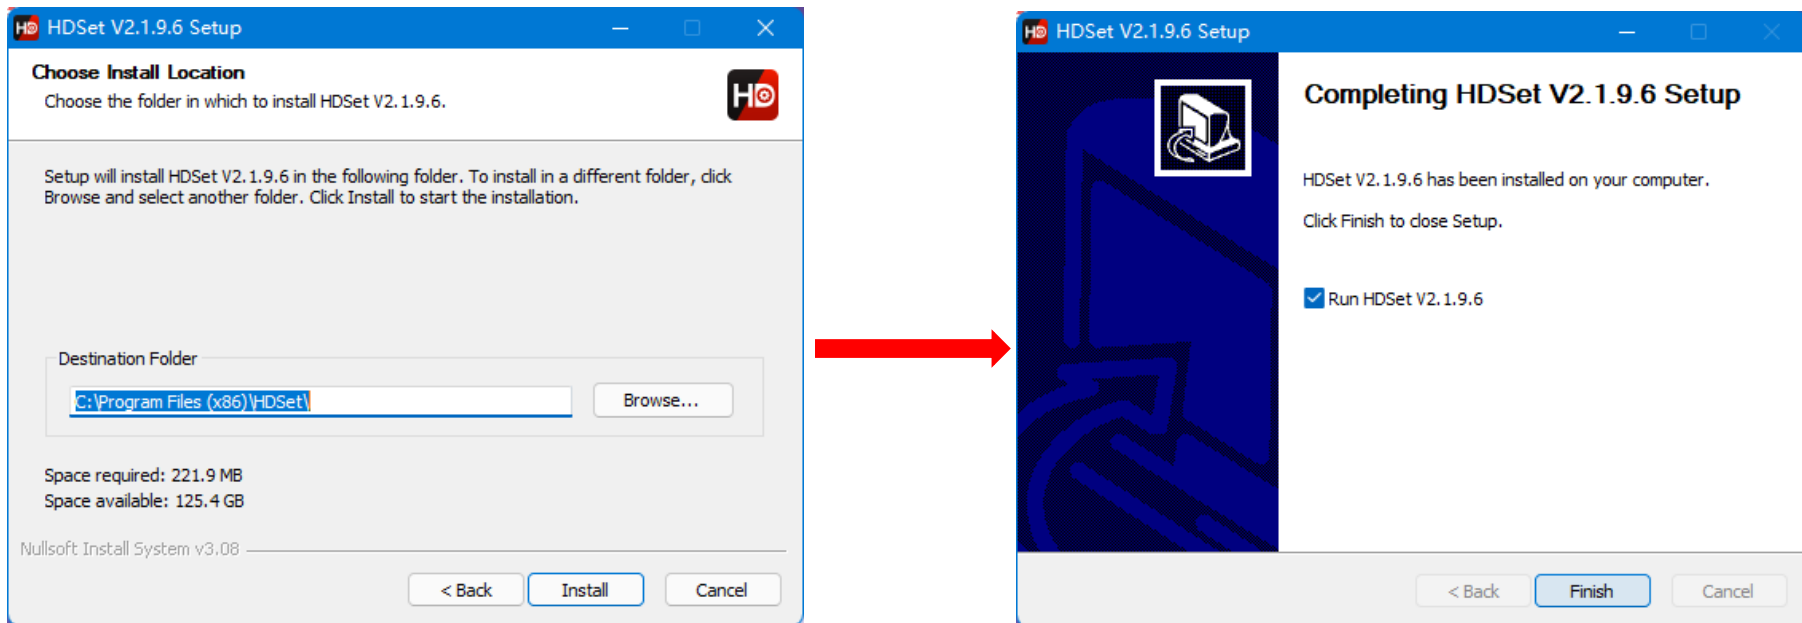 HD HDSet V2.1.9.6 Setup
Choose Install Location
Choose the folder in which to install HDSet V2.1.9.6.
HD
Setup will install HDSet V2.1.9.6 in the following folder. To install in a different folder, click
Browse and select another folder. Click Install to start the installation.
Destination Folder
C:\Program Files (x86)\HDSet\
Browse...
Space required: 221.9 MB
Space available: 125.4 GB
Nullsoft Install System v3.08
< Back
Install
Cancel
HD HDSet V2.1.9.6 Setup
Completing HDSet V2.1.9.6 Setup
HDSet V2.1.9.6 has been installed on your computer.
Click Finish to close Setup.
Run HDSet V2.1.9.6
< Back
Finish
Cancel